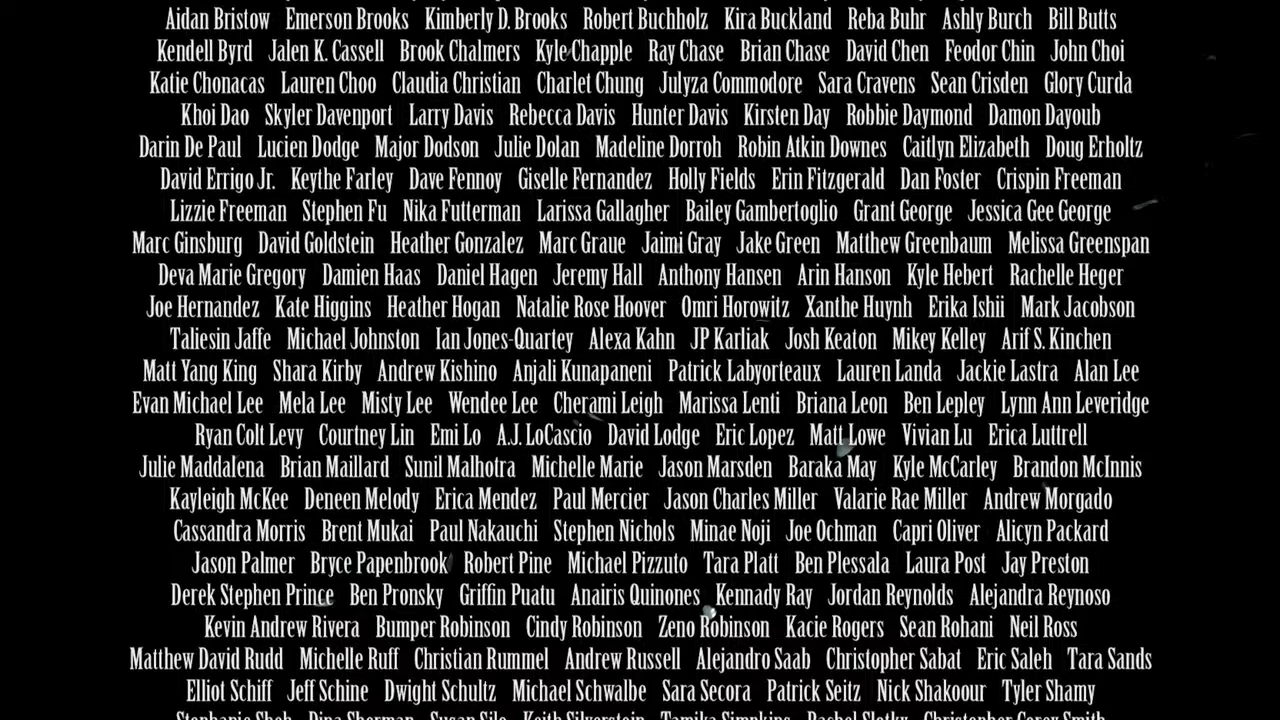 Aidan Bristow Emerson Brooks Kimberly D. Brooks Robert Buchholz Kira Buckland Reba Buhr Ashly Burch Bill Butts
Kendell Byrd Jalen K. Cassell Brook Chalmers Kyle Chapple Ray Chase Brian Chase David Chen Feodor Chin John Choi
Katie Chonacas Lauren Choo Claudia Christian Charlet Chung Julyza Commodore Sara Cravens Sean Crisden Glory Curda
Khoi Dao Skyler Davenport Larry Davis Rebecca Davis Hunter Davis Kirsten Day Robbie Daymond Damon Dayoub
Darin De Paul Lucien Dodge Major Dodson Julie Dolan Madeline Dorroh Robin Atkin Downes Caitlyn Elizabeth Doug Erholtz
David Errigo Jr. Keythe Farley Dave Fennoy Giselle Fernandez Holly Fields Erin Fitzgerald Dan Foster Crispin Freeman
Lizzie Freeman Stephen Fu Nika Futterman Larissa Gallagher Bailey Gambertoglio Grant George Jessica Gee George
Marc Ginsburg David Goldstein Heather Gonzalez Marc Graue Jaimi Gray Jake Green Matthew Greenbaum Melissa Greenspan
Deva Marie Gregory Damien Haas Daniel Hagen Jeremy Hall Anthony Hansen Arin Hanson Kyle Hebert Rachelle Heger
Joe Hernandez Kate Higgins Heather Hogan Natalie Rose Hoover Omri Horowitz Xanthe Huynh Erika Ishii Mark Jacobson
Taliesin Jaffe Michael Johnston Ian Jones-Quartey Alexa Kahn JP Karliak Josh Keaton Mikey Kelley Arif S. Kinchen
Matt Yang King Shara Kirby Andrew Kishino Anjali Kunapaneni Patrick Labyorteaux Lauren Landa Jackie Lastra Alan Lee
Evan Michael Lee Mela Lee Misty Lee Wendee Lee Cherami Leigh Marissa Lenti Briana Leon Ben Lepley Lynn Ann Leveridge
Ryan Colt Levy Courtney Lin Emi Lo A.J. LoCascio David Lodge Eric Lopez Matt Lowe Vivian Lu Erica Luttrell
Julie Maddalena Brian Maillard Sunil Malhotra Michelle Marie Jason Marsden Baraka May Kyle McCarley Brandon McInnis
Kayleigh McKee Deneen Melody Erica Mendez Paul Mercier Jason Charles Miller Valarie Rae Miller Andrew Morgado
Cassandra Morris Brent Mukai Paul Nakauchi Stephen Nichols Minae Noji Joe Ochman Capri Oliver Alicyn Packard
Jason Palmer Bryce Papenbrook Robert Pine Michael Pizzuto Tara Platt Ben Plessala Laura Post Jay Preston
Derek Stephen Prince Ben Pronsky Griffin Puatu Anairis Quinones Kennady Ray Jordan Reynolds Alejandra Reynoso
Kevin Andrew Rivera Bumper Robinson Cindy Robinson Zeno Robinson Kacie Rogers Sean Rohani Neil Ross
Matthew David Rudd Michelle Ruff Christian Rummel Andrew Russell Alejandro Saab Christopher Sabat Eric Saleh Tara Sands
Elliot Schiff Jeff Schine Dwight Schultz Michael Schwalbe Sara Secora Patrick Seitz Nick Shakoour Tyler Shamy
Stephanie Sheh Dina Sherman Susan Silo Keith Silverstein Tamika Simpkins Rachel Slotky Christopher Corey Smith